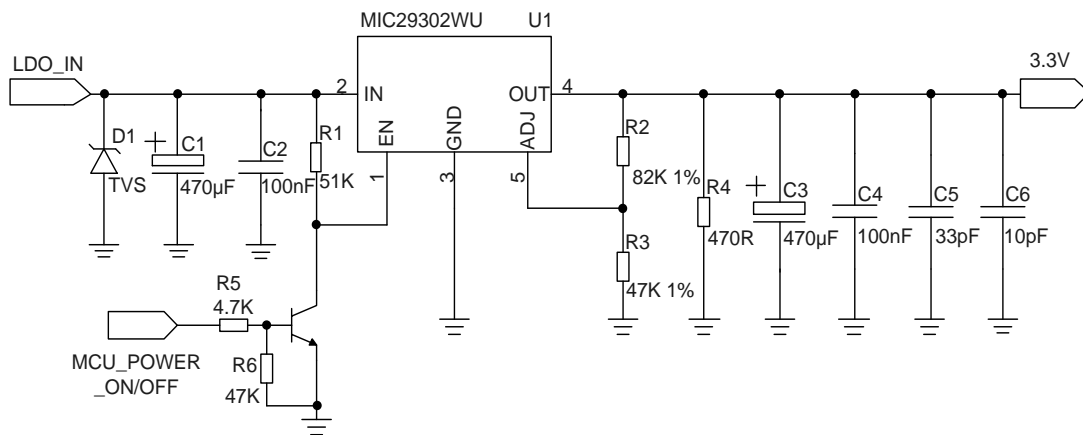 MIC29302WU U1
LDO_IN
3.3V
2 IN
OUT 4
EN
GND
ADJ
1
3
5
D1
TVS
C1
470µF
C2
100nF
R1
51K
R2
82K 1%
R3
47K 1%
R4
470R
C3
470µF
C4
100nF
C5
33pF
C6
10pF
R5
4.7K
MCU_POWER
_ON/OFF
R6
47K
+
+